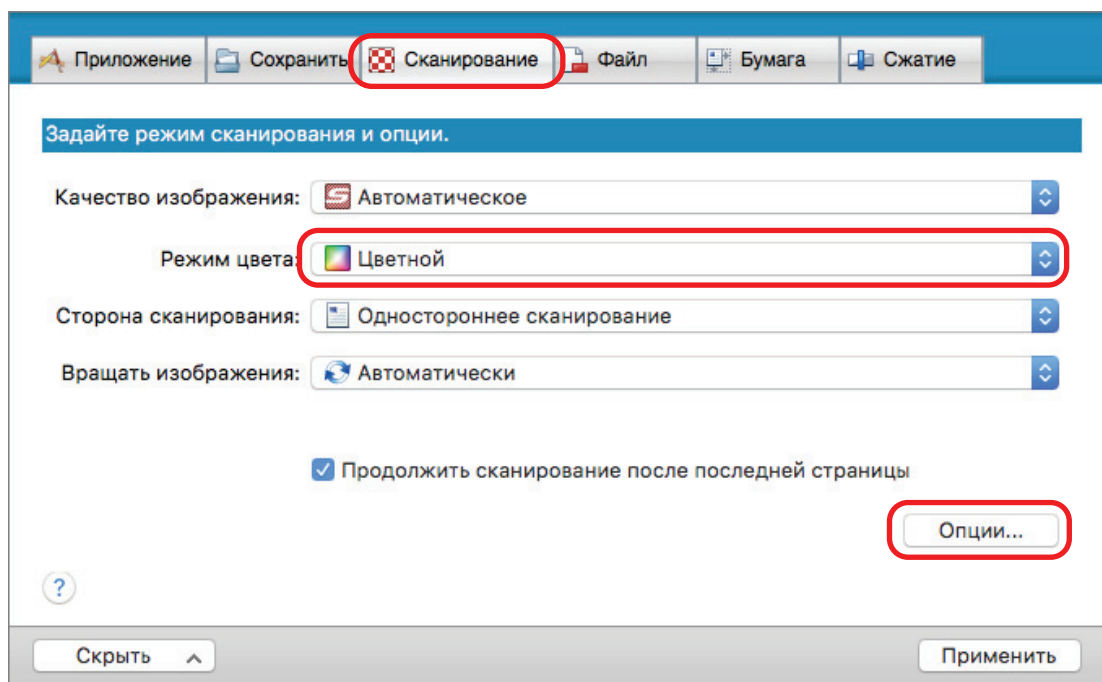 Приложение Сохранить Сканирование Файл Бумага Сжатие
Задайте режим сканирования и опции.
Качество изображения: Автоматическое
Режим цвета: Цветной
Сторона сканирования: Одностороннее сканирование
Вращать изображения: Автоматически
Продолжить сканирование после последней страницы
Опции...
?
Скрыть Применить